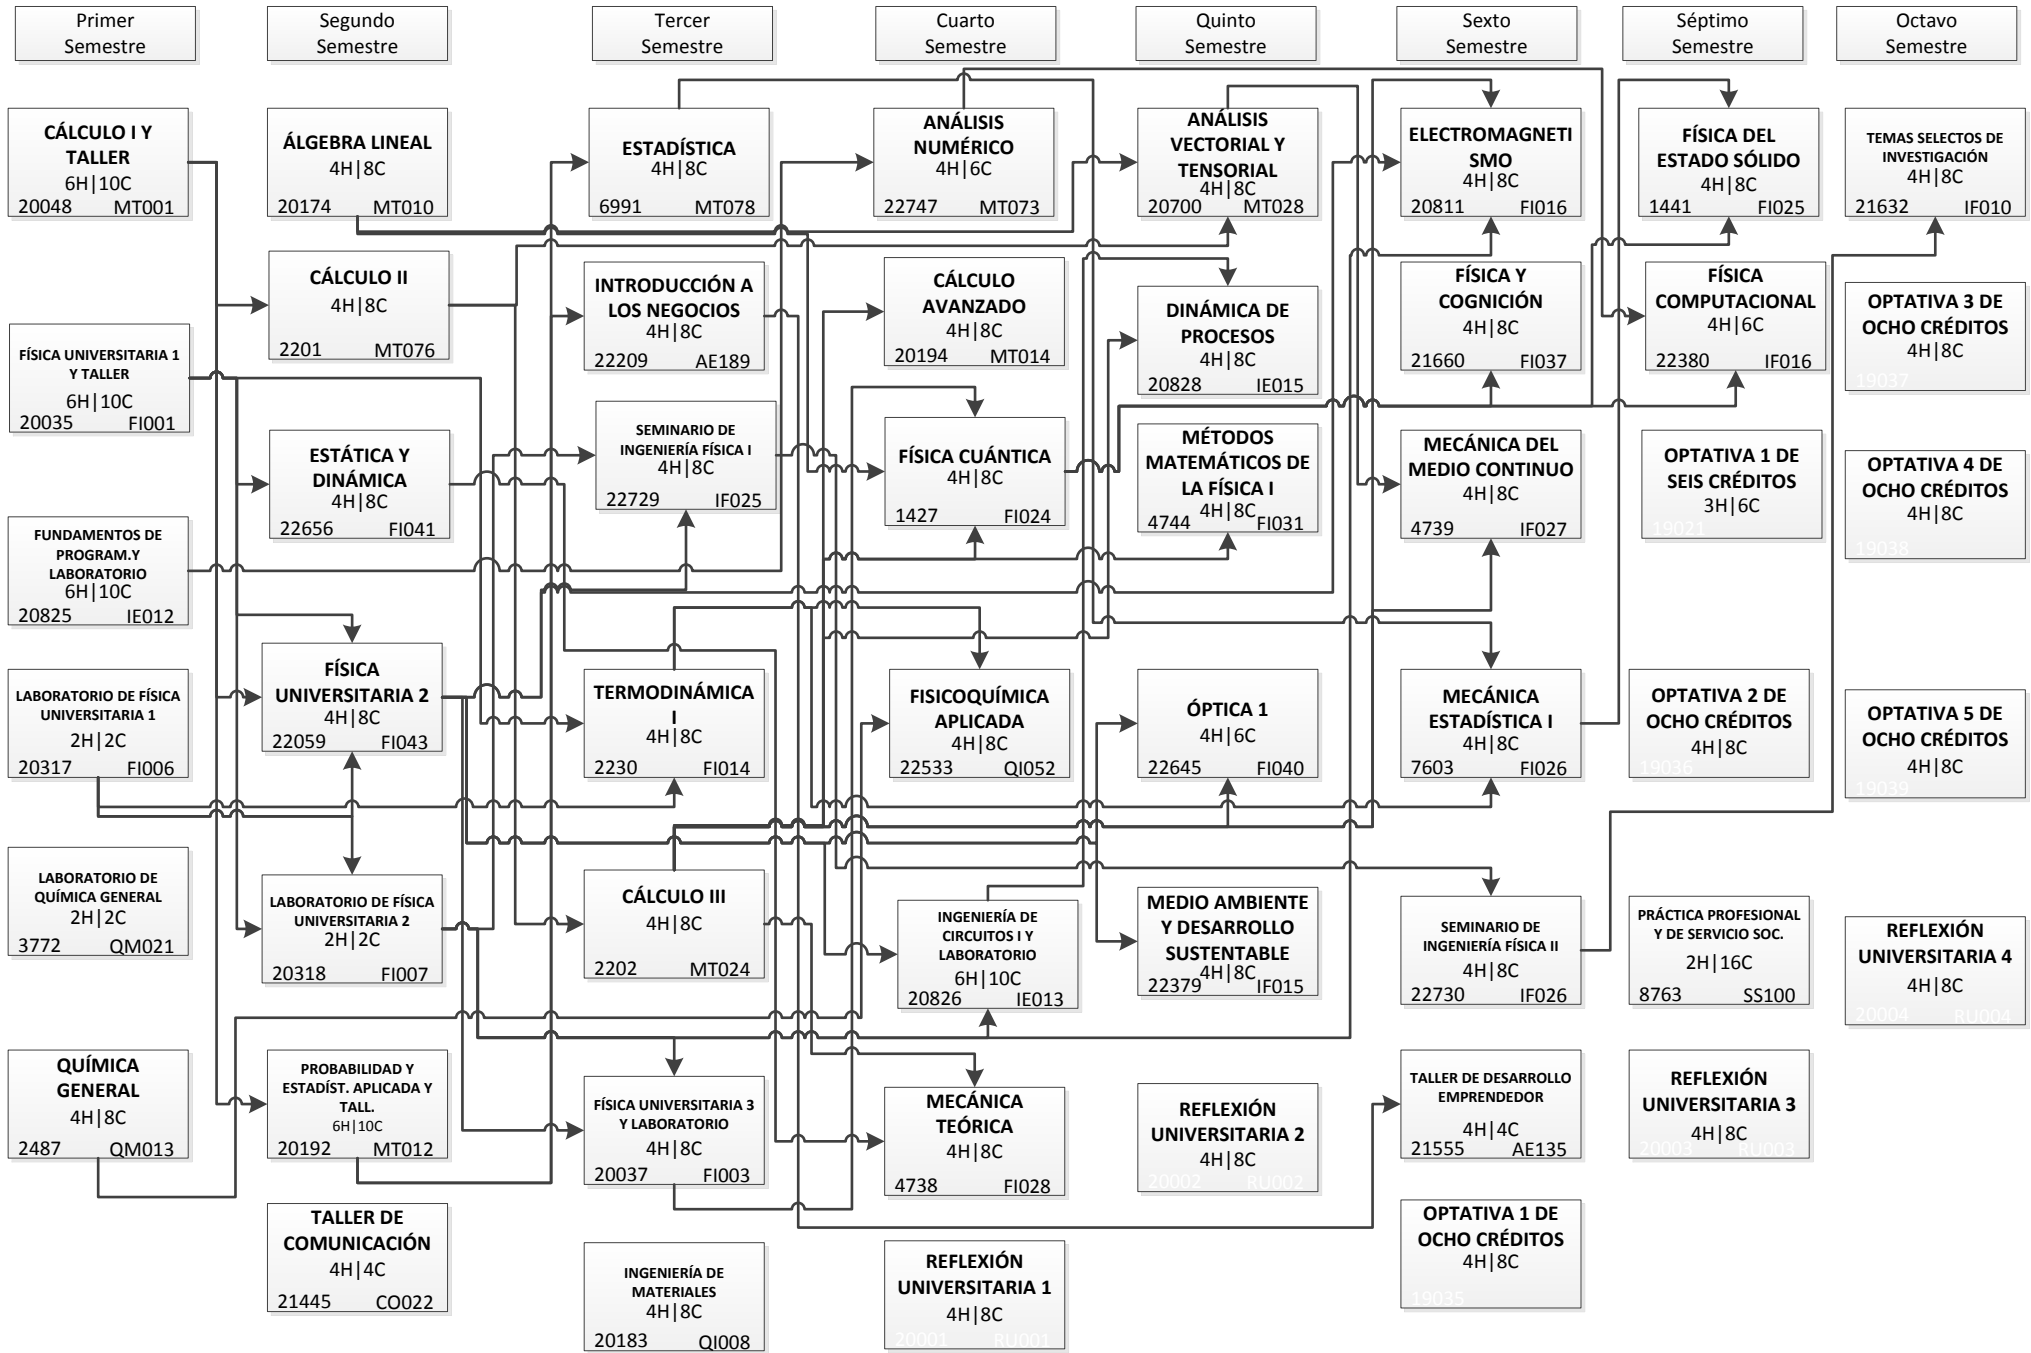 Primer
Semestre
CÁLCULO I Y
TALLER
6H|10C
20048 MT001
FÍSICA UNIVERSITARIA 1
Y TALLER
6H|10C
20035 FI001
FUNDAMENTOS DE
PROGRAM.Y
LABORATORIO
6H|10C
20825 IE012
LABORATORIO DE FÍSICA
UNIVERSITARIA 1
2H|2C
20317 FI006
LABORATORIO DE
QUÍMICA GENERAL
2H|2C
3772 QM021
QUÍMICA
GENERAL
4H|8C
2487 QM013
Segundo
Semestre
ÁLGEBRA LINEAL
4H|8C
20174 MT010
CÁLCULO II
4H|8C
2201 MT076
ESTÁTICA Y
DINÁMICA
4H|8C
22656 FI041
FÍSICA
UNIVERSITARIA 2
4H|8C
22059 FI043
LABORATORIO DE FÍSICA
UNIVERSITARIA 2
2H|2C
20318 FI007
PROBABILIDAD Y
ESTADÍST. APLICADA Y
TALL.
6H|10C
20192 MT012
TALLER DE
COMUNICACIÓN
4H|4C
21445 CO022
Tercer
Semestre
ESTADÍSTICA
4H|8C
6991 MT078
INTRODUCCIÓN A
LOS NEGOCIOS
4H|8C
22209 AE189
SEMINARIO DE
INGENIERÍA FÍSICA I
4H|8C
22729 IF025
TERMODINÁMICA
I
4H|8C
2230 FI014
CÁLCULO III
4H|8C
2202 MT024
FÍSICA UNIVERSITARIA 3
Y LABORATORIO
4H|8C
20037 FI003
INGENIERÍA DE
MATERIALES
4H|8C
20183 QI008
Cuarto
Semestre
ANÁLISIS
NUMÉRICO
4H|6C
22747 MT073
CÁLCULO
AVANZADO
4H|8C
20194 MT014
FÍSICA CUÁNTICA
4H|8C
1427 FI024
FISICOQUÍMICA
APLICADA
4H|8C
22533 QI052
INGENIERÍA DE
CIRCUITOS I Y
LABORATORIO
6H|10C
20826 IE013
MECÁNICA
TEÓRICA
4H|8C
4738 FI028
REFLEXIÓN
UNIVERSITARIA 1
4H|8C
20001 RU001
Quinto
Semestre
ANÁLISIS
VECTORIAL Y
TENSORIAL
4H|8C
20700 MT028
DINÁMICA DE
PROCESOS
4H|8C
20828 IE015
MÉTODOS
MATEMÁTICOS DE
LA FÍSICA I
4H|8C
4744 FI031
ÓPTICA 1
4H|6C
22645 FI040
MEDIO AMBIENTE
Y DESARROLLO
SUSTENTABLE
4H|8C
22379 IF015
REFLEXIÓN
UNIVERSITARIA 2
4H|8C
20002 RU002
Sexto
Semestre
ELECTROMAGNETI
SMO
4H|8C
20811 FI016
FÍSICA Y
COGNICIÓN
4H|8C
21660 FI037
MECÁNICA DEL
MEDIO CONTINUO
4H|8C
4739 IF027
MECÁNICA
ESTADÍSTICA I
4H|8C
7603 FI026
SEMINARIO DE
INGENIERÍA FÍSICA II
4H|8C
22730 IF026
TALLER DE DESARROLLO
EMPRENDEDOR
4H|4C
21555 AE135
OPTATIVA 1 DE
OCHO CRÉDITOS
4H|8C
19035
Séptimo
Semestre
FÍSICA DEL
ESTADO SÓLIDO
4H|8C
1441 FI025
FÍSICA
COMPUTACIONAL
4H|6C
22380 IF016
OPTATIVA 1 DE
SEIS CRÉDITOS
3H|6C
19021
OPTATIVA 2 DE
OCHO CRÉDITOS
4H|8C
19036
PRÁCTICA PROFESIONAL
Y DE SERVICIO SOC.
2H|16C
8763 SS100
REFLEXIÓN
UNIVERSITARIA 3
4H|8C
20003 RU003
Octavo
Semestre
TEMAS SELECTOS DE
INVESTIGACIÓN
4H|8C
21632 IF010
OPTATIVA 3 DE
OCHO CRÉDITOS
4H|8C
19037
OPTATIVA 4 DE
OCHO CRÉDITOS
4H|8C
19038
OPTATIVA 5 DE
OCHO CRÉDITOS
4H|8C
19039
REFLEXIÓN
UNIVERSITARIA 4
4H|8C
20004 RU004